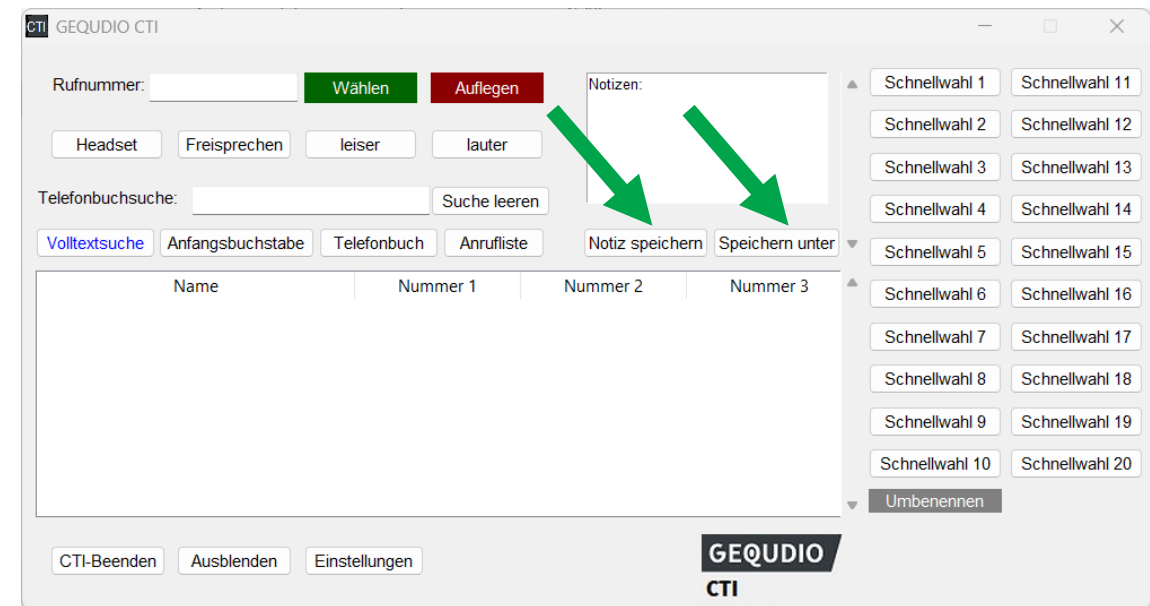 CTI GEQUDIO CTI
Rufnummer: Wählen Auflegen
Headset Freisprechen leiser lauter
Telefonbuchsuche: Suche leeren
Volltextsuche Anfangsbuchstabe Telefonbuch Anrufliste
Notizen:
Notiz speichern Speichern unter
Name Nummer 1 Nummer 2 Nummer 3
Schnellwahl 1 Schnellwahl 11
Schnellwahl 2 Schnellwahl 12
Schnellwahl 3 Schnellwahl 13
Schnellwahl 4 Schnellwahl 14
Schnellwahl 5 Schnellwahl 15
Schnellwahl 6 Schnellwahl 16
Schnellwahl 7 Schnellwahl 17
Schnellwahl 8 Schnellwahl 18
Schnellwahl 9 Schnellwahl 19
Schnellwahl 10 Schnellwahl 20
Umbenennen
CTI-Beenden Ausblenden Einstellungen
GEQUDIO
CTI